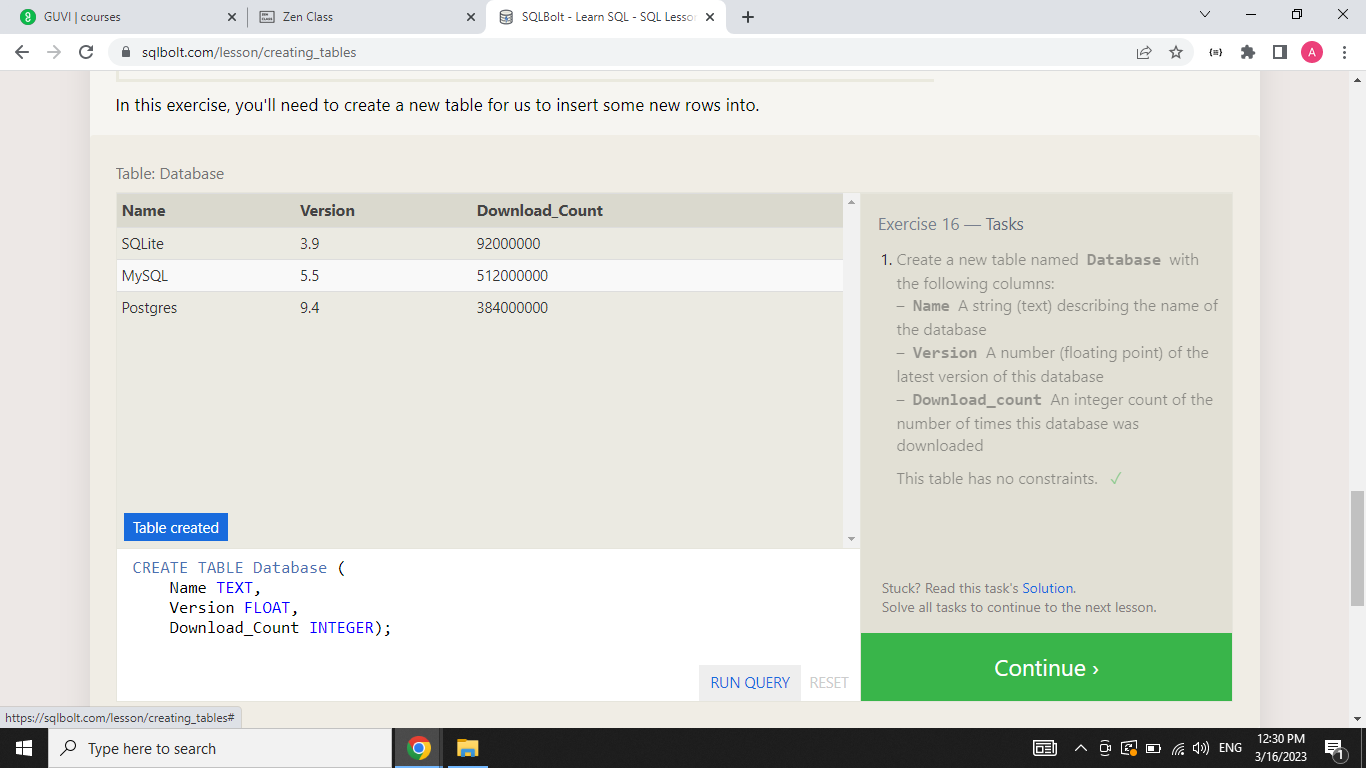 GUVI | courses
Zen Class
SQLBolt - Learn SQL - SQL Lesso
sqlbolt.com/lesson/creating_tables
A
In this exercise, you'll need to create a new table for us to insert some new rows into.
Table: Database
Name Version Download_Count
SQLite 3.9 92000000
MySQL 5.5 512000000
Postgres 9.4 384000000
Table created
CREATE TABLE Database (
Name TEXT,
Version FLOAT,
Download_Count INTEGER);
RUN QUERY RESET
Exercise 16 — Tasks
1. Create a new table named Database with
the following columns:
– Name A string (text) describing the name of
the database
– Version A number (floating point) of the
latest version of this database
– Download_count An integer count of the
number of times this database was
downloaded
This table has no constraints. ✓
Stuck? Read this task's Solution.
Solve all tasks to continue to the next lesson.
Continue ›
https://sqlbolt.com/lesson/creating_tables#
Type here to search
ENG
12:30 PM
3/16/2023
1